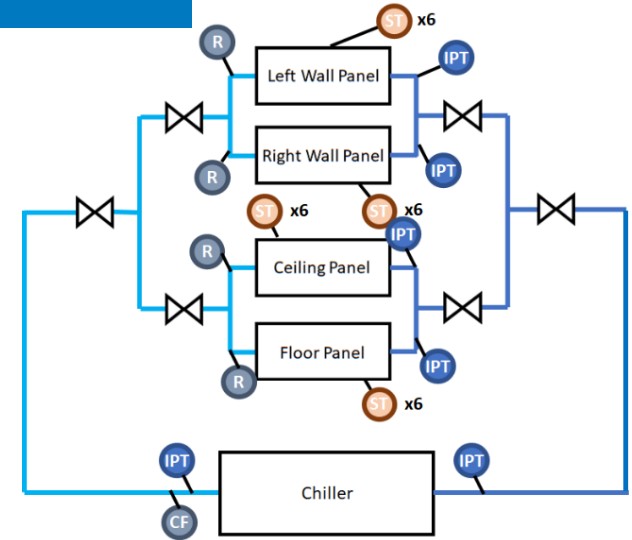 ST x6
R
IPT
Left Wall Panel
Right Wall Panel
R
IPT
ST x6
ST x6
IPT
R
Ceiling Panel
Floor Panel
IPT
R
ST x6
IPT
IPT
Chiller
CF